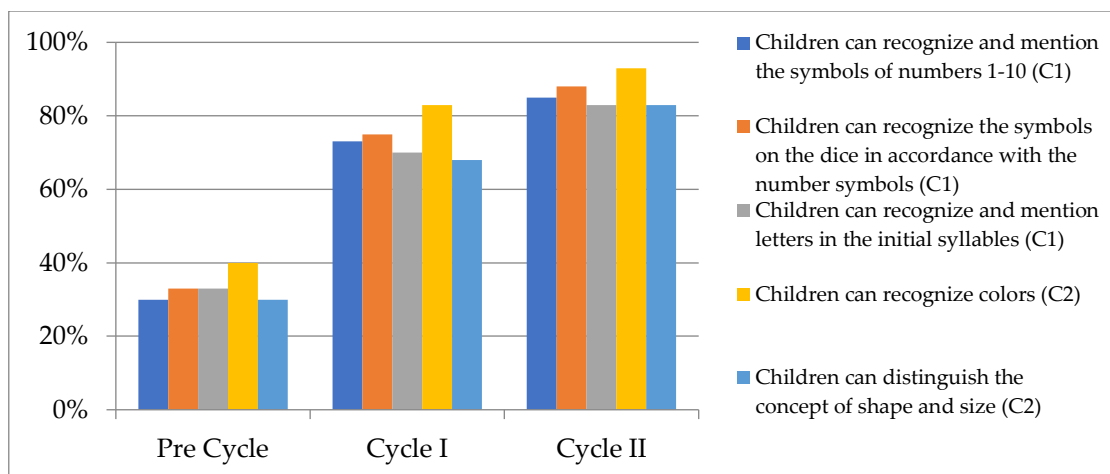 100%
80%
60%
40%
20%
0%
Pre Cycle
Cycle I
Cycle II
Children can recognize and mention
the symbols of numbers 1-10 (C1)
Children can recognize the symbols
on the dice in accordance with the
number symbols (C1)
Children can recognize and mention
letters in the initial syllables (C1)
Children can recognize colors (C2)
Children can distinguish the
concept of shape and size (C2)